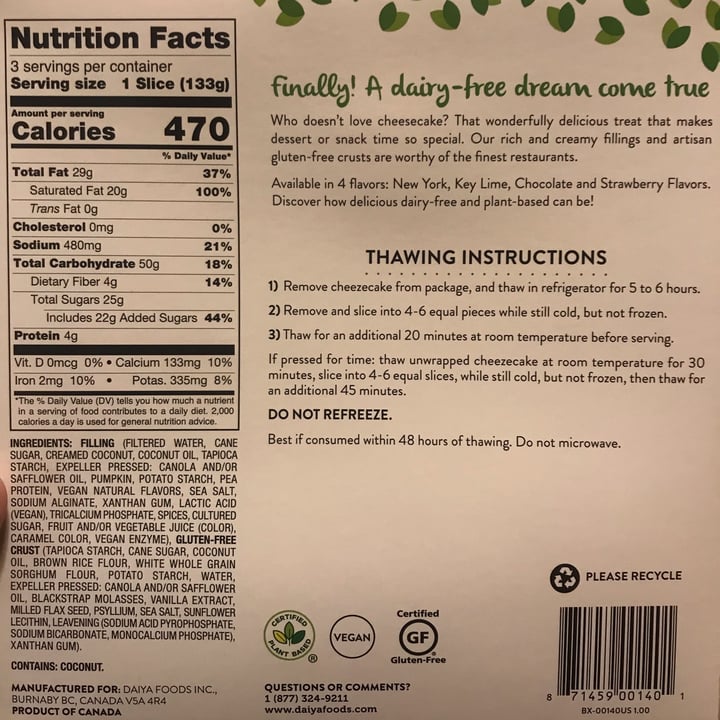 Nutrition Facts
3 servings per container
Serving size 1 Slice (133g)
Amount per serving
Calories 470
% Daily Value*
Total Fat 29g 37%
Saturated Fat 20g 100%
Trans Fat 0g
Cholesterol 0mg 0%
Sodium 480mg 21%
Total Carbohydrate 50g 18%
Dietary Fiber 4g 14%
Total Sugars 25g
Includes 22g Added Sugars 44%
Protein 4g
Vit. D 0mcg 0% • Calcium 133mg 10%
Iron 2mg 10% • Potas. 335mg 8%
*The % Daily Value (DV) tells you how much a nutrient
in a serving of food contributes to a daily diet. 2,000
calories a day is used for general nutrition advice.
INGREDIENTS: FILLING (FILTERED WATER, CANE
SUGAR, CREAMED COCONUT, COCONUT OIL, TAPIOCA
STARCH, EXPELLER PRESSED: CANOLA AND/OR
SAFFLOWER OIL, PUMPKIN, POTATO STARCH, PEA
PROTEIN, VEGAN NATURAL FLAVORS, SEA SALT,
SODIUM ALGINATE, XANTHAN GUM, LACTIC ACID
(VEGAN), TRICALCIUM PHOSPHATE, SPICES, CULTURED
SUGAR, FRUIT AND/OR VEGETABLE JUICE (COLOR),
CARAMEL COLOR, VEGAN ENZYME), GLUTEN-FREE
CRUST (TAPIOCA STARCH, CANE SUGAR, COCONUT
OIL, BROWN RICE FLOUR, WHITE WHOLE GRAIN
SORGHUM FLOUR, POTATO STARCH, WATER,
EXPELLER PRESSED: CANOLA AND/OR SAFFLOWER
OIL, BLACKSTRAP MOLASSES, VANILLA EXTRACT,
MILLED FLAX SEED, PSYLLIUM, SEA SALT, SUNFLOWER
LECITHIN, LEAVENING (SODIUM ACID PYROPHOSPHATE,
SODIUM BICARBONATE, MONOCALCIUM PHOSPHATE),
XANTHAN GUM).
CONTAINS: COCONUT.
MANUFACTURED FOR: DAIYA FOODS INC.,
BURNABY BC, CANADA V5A 4R4
PRODUCT OF CANADA
finally! A dairy-free dream come true
Who doesn't love cheesecake? That wonderfully delicious treat that makes
dessert or snack time so special. Our rich and creamy fillings and artisan
gluten-free crusts are worthy of the finest restaurants.
Available in 4 flavors: New York, Key Lime, Chocolate and Strawberry Flavors.
Discover how delicious dairy-free and plant-based can be!
THAWING INSTRUCTIONS
1) Remove cheezecake from package, and thaw in refrigerator for 5 to 6 hours.
2) Remove and slice into 4-6 equal pieces while still cold, but not frozen.
3) Thaw for an additional 20 minutes at room temperature before serving.
If pressed for time: thaw unwrapped cheezecake at room temperature for 30
minutes, slice into 4-6 equal slices, while still cold, but not frozen, then thaw for
an additional 45 minutes.
DO NOT REFREEZE.
Best if consumed within 48 hours of thawing. Do not microwave.
PLEASE RECYCLE
CERTIFIED
PLANT BASED
®
VEGAN
Certified
GF
Gluten-Free
QUESTIONS OR COMMENTS?
1 (877) 324-9211
www.daiyafoods.com
8 71459 00140 1
BX-00140US 1.00